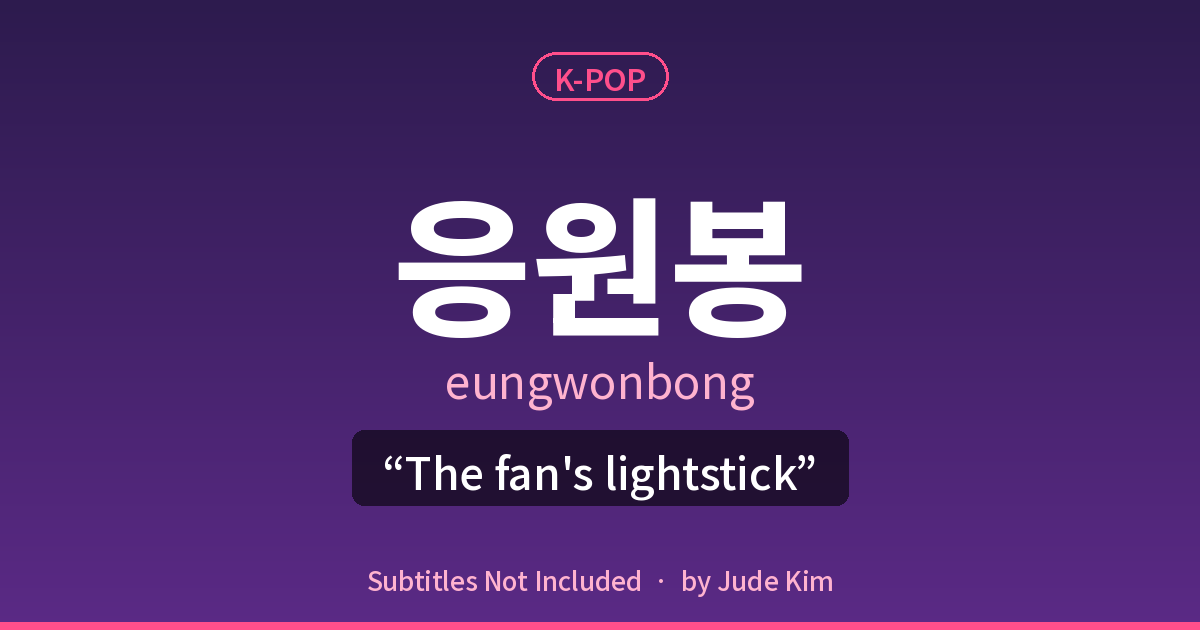 K-POP
응원봉
eungwonbong
“The fan's lightstick”
Subtitles Not Included · by Jude Kim